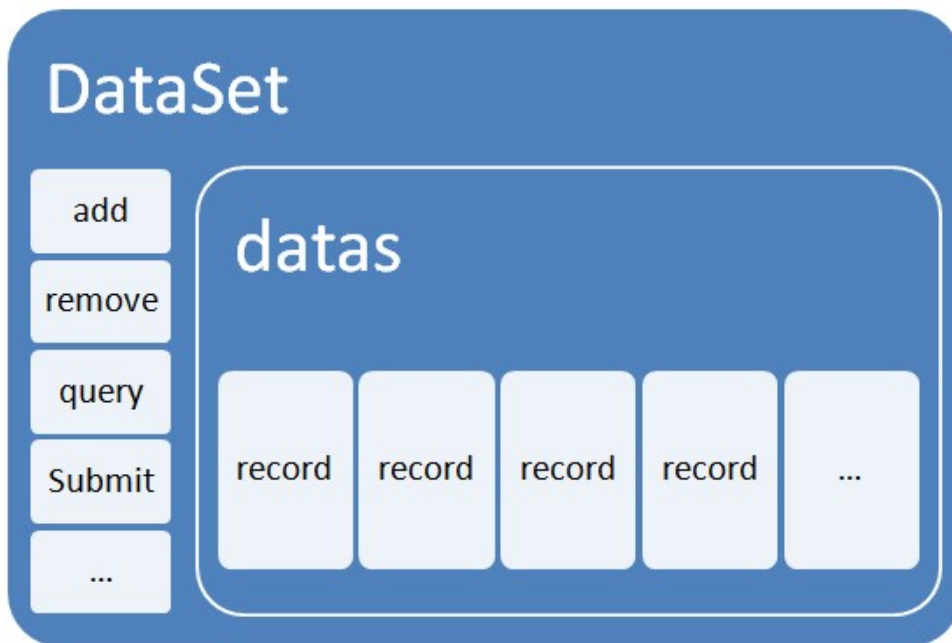 DataSet
add
remove
query
Submit
...
datas
record record record record ...